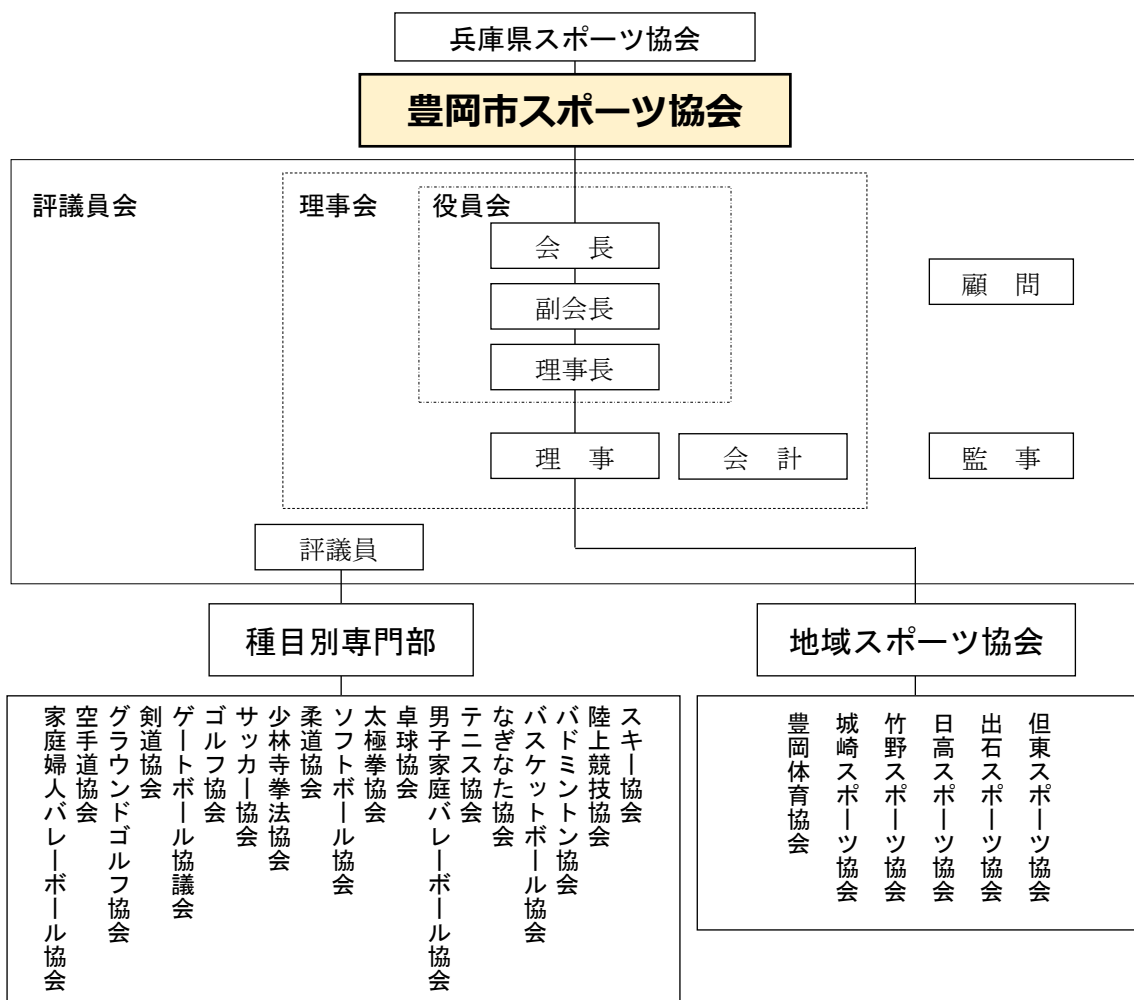 兵庫県スポーツ協会
豊岡市スポーツ協会
評議員会
理事会
役員会
会　長
副会長
理事長
顧　問
理　事
会　計
監　事
評議員
種目別専門部
地域スポーツ協会
家庭婦人バレーボール協会
空手道協会
グラウンドゴルフ協会
剣道協会
ゲートボール協議会
ゴルフ協会
サッカー協会
少林寺拳法協会
柔道協会
ソフトボール協会
太極拳協会
卓球協会
男子家庭バレーボール協会
テニス協会
なぎなた協会
バスケットボール協会
バドミントン協会
陸上競技協会
スキー協会
豊岡体育協会
城崎スポーツ協会
竹野スポーツ協会
日高スポーツ協会
出石スポーツ協会
但東スポーツ協会